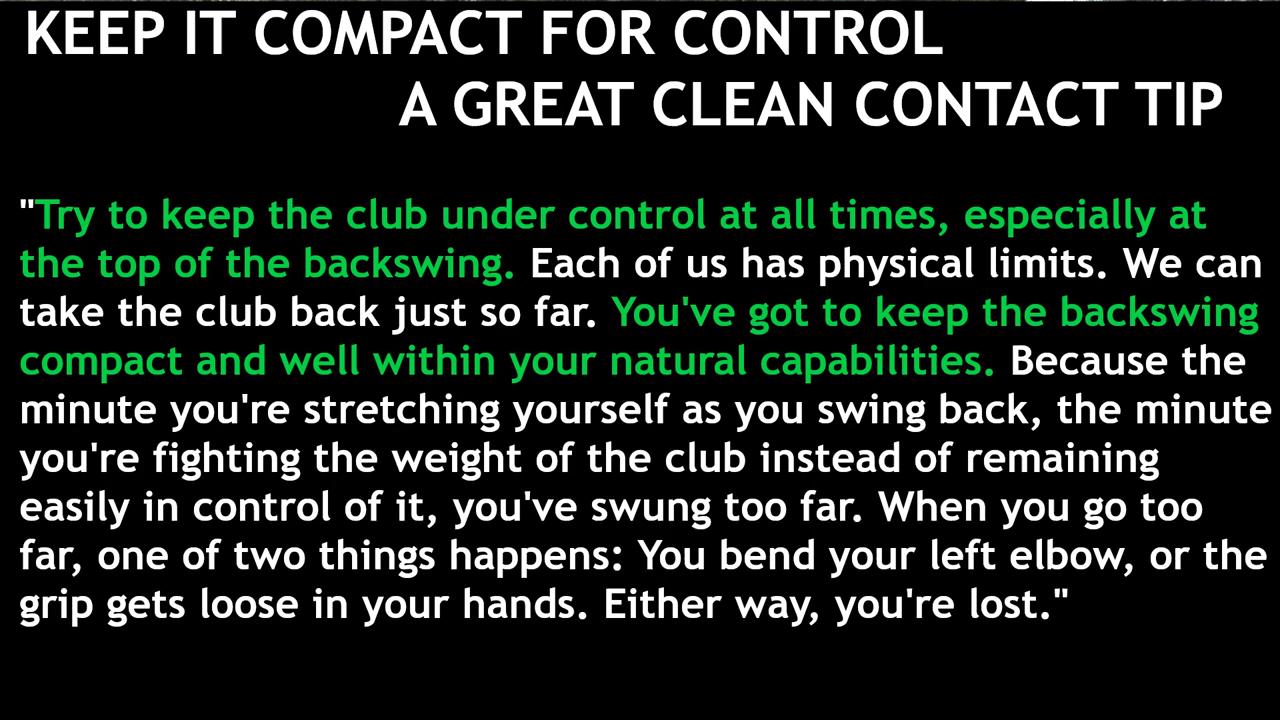 KEEP IT COMPACT FOR CONTROL
A GREAT CLEAN CONTACT TIP
"Try to keep the club under control at all times, especially at
the top of the backswing. Each of us has physical limits. We can
take the club back just so far. You've got to keep the backswing
compact and well within your natural capabilities. Because the
minute you're stretching yourself as you swing back, the minute
you're fighting the weight of the club instead of remaining
easily in control of it, you've swung too far. When you go too
far, one of two things happens: You bend your left elbow, or the
grip gets loose in your hands. Either way, you're lost."